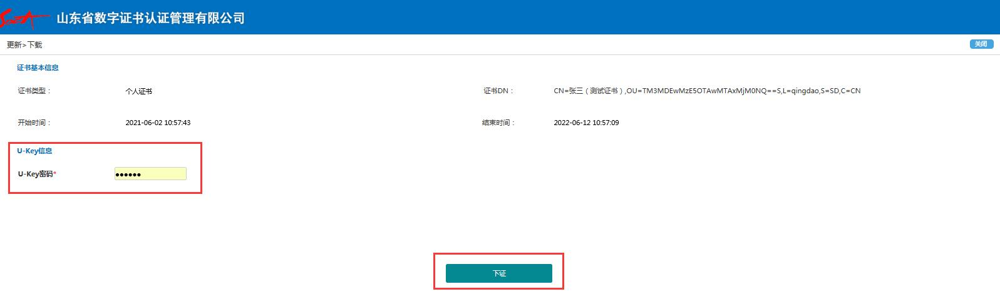 山东省数字证书认证管理有限公司
更新>下载 关闭
证书基本信息
证书类型： 个人证书 证书DN： CN=张三（测试证书）,OU=TM3MDEwMzE5OTAwMTAxMjM0NQ==S,L=qingdao,S=SD,C=CN
开始时间： 2021-06-02 10:57:43 结束时间： 2022-06-12 10:57:09
U-Key信息
U-Key密码* ●●●●●●
下证